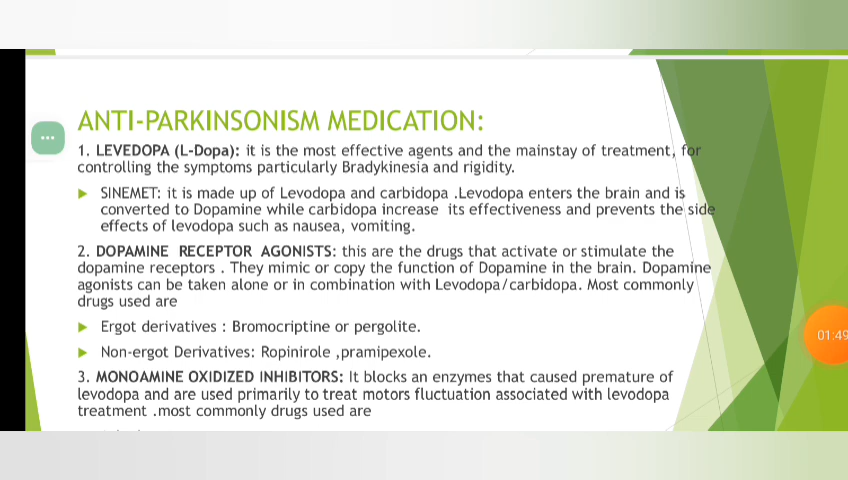 ANTI-PARKINSONISM MEDICATION:
1. LEVEDOPA (L-Dopa): it is the most effective agents and the mainstay of treatment, for
controlling the symptoms particularly Bradykinesia and rigidity.
SINEMET: it is made up of Levodopa and carbidopa .Levodopa enters the brain and is
converted to Dopamine while carbidopa increase its effectiveness and prevents the side
effects of levodopa such as nausea, vomiting.
2. DOPAMINE RECEPTOR AGONISTS: this are the drugs that activate or stimulate the
dopamine receptors . They mimic or copy the function of Dopamine in the brain. Dopamine
agonists can be taken alone or in combination with Levodopa/carbidopa. Most commonly
drugs used are
Ergot derivatives : Bromocriptine or pergolite.
Non-ergot Derivatives: Ropinirole ,pramipexole.
01:49
3. MONOAMINE OXIDIZED INHIBITORS: It blocks an enzymes that caused premature of
levodopa and are used primarily to treat motors fluctuation associated with levodopa
treatment .most commonly drugs used are